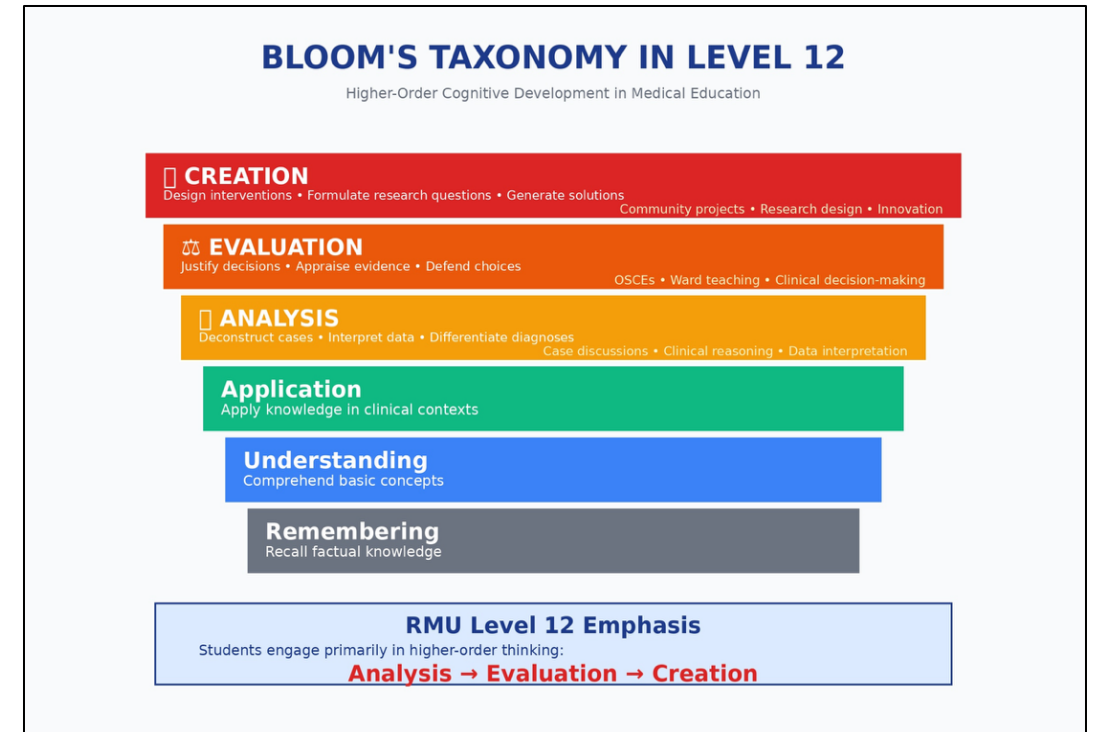 BLOOM'S TAXONOMY IN LEVEL 12
Higher-Order Cognitive Development in Medical Education
CREATION
Design interventions • Formulate research questions • Generate solutions
Community projects • Research design • Innovation
⚖ EVALUATION
Justify decisions • Appraise evidence • Defend choices
OSCEs • Ward teaching • Clinical decision-making
ANALYSIS
Deconstruct cases • Interpret data • Differentiate diagnoses
Case discussions • Clinical reasoning • Data interpretation
Application
Apply knowledge in clinical contexts
Understanding
Comprehend basic concepts
Remembering
Recall factual knowledge
RMU Level 12 Emphasis
Students engage primarily in higher-order thinking:
Analysis → Evaluation → Creation